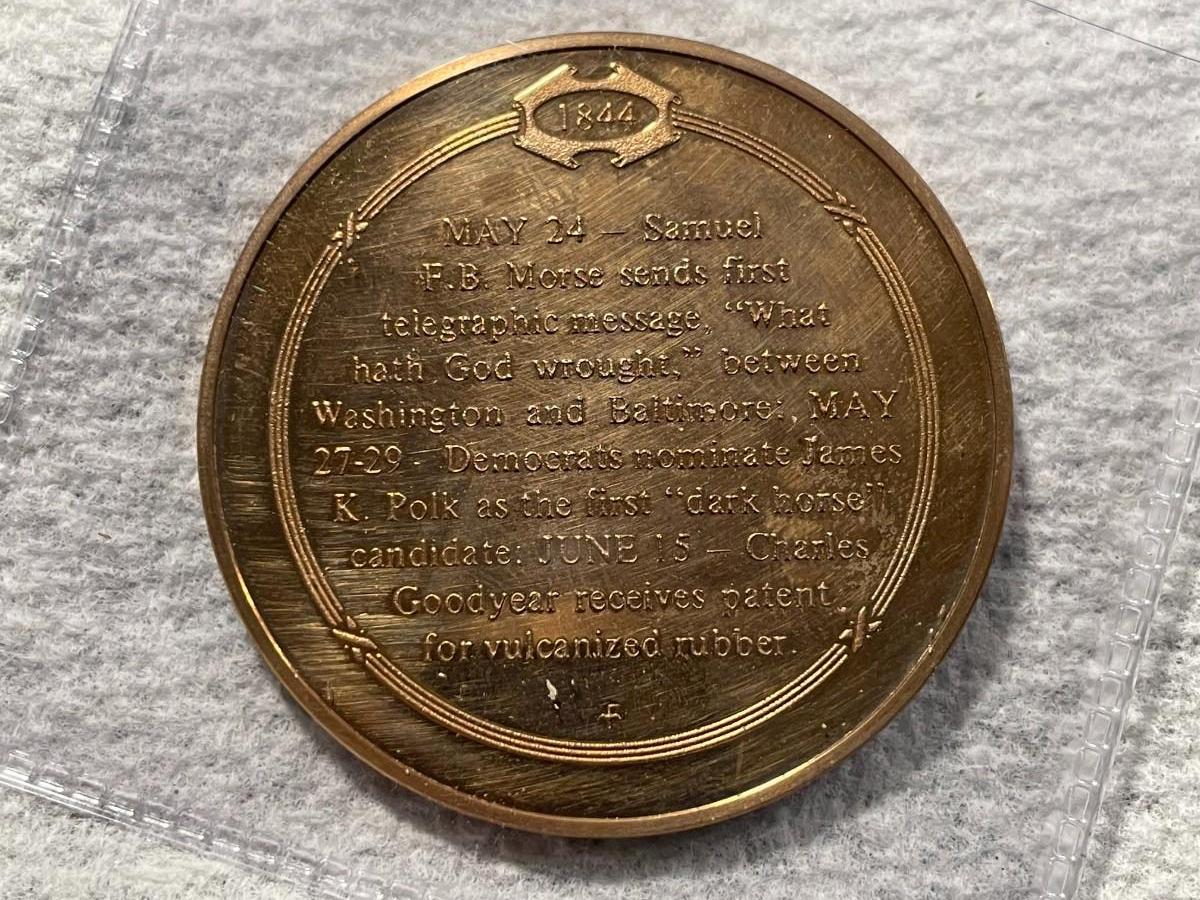 1844
MAY 24 – Samuel
F.B. Morse sends first
telegraphic message, “What
hath God wrought,” between
Washington and Baltimore; MAY
27-29 - Democrats nominate James
K. Polk as the first “dark horse”
candidate; JUNE 15 – Charles
Goodyear receives patent
for vulcanized rubber.